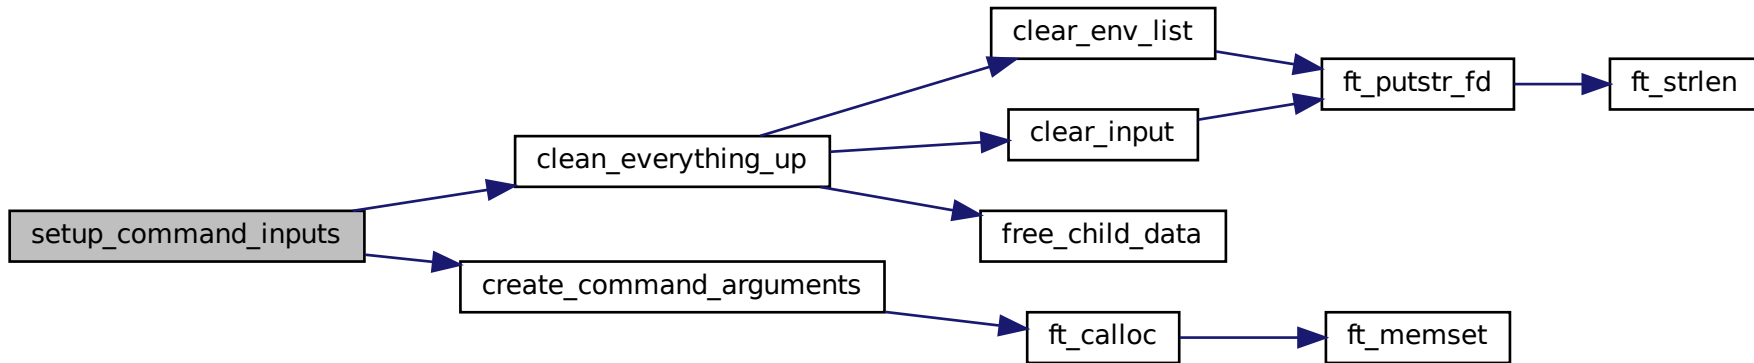 clear_env_list
ft_putstr_fd
ft_strlen
clear_input
clean_everything_up
setup_command_inputs
free_child_data
create_command_arguments
ft_calloc
ft_memset